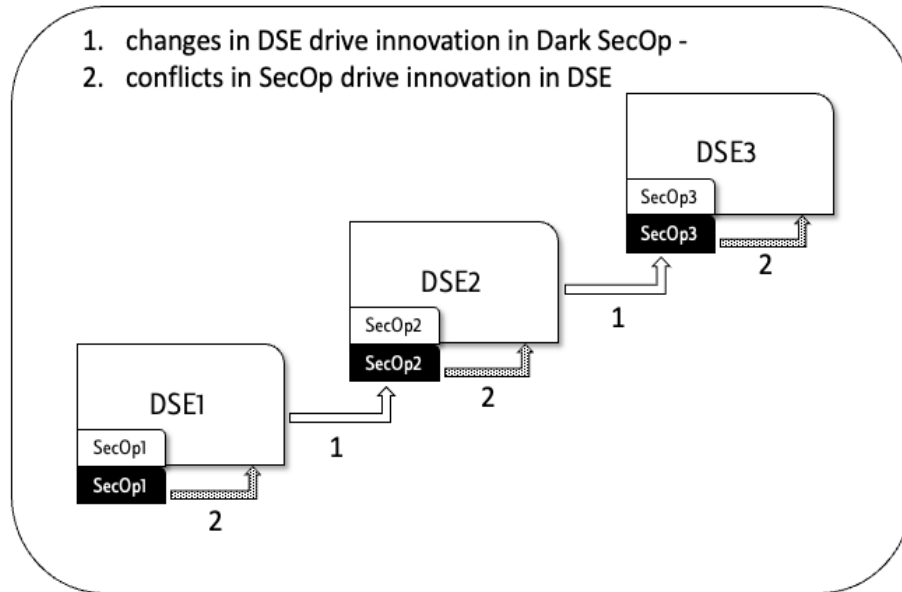 1. changes in DSE drive innovation in Dark SecOp -
2. conflicts in SecOp drive innovation in DSE
DSE3
SecOp3
SecOp3
2
DSE2
1
SecOp2
SecOp2
2
DSE1
1
SecOp1
SecOp1
2